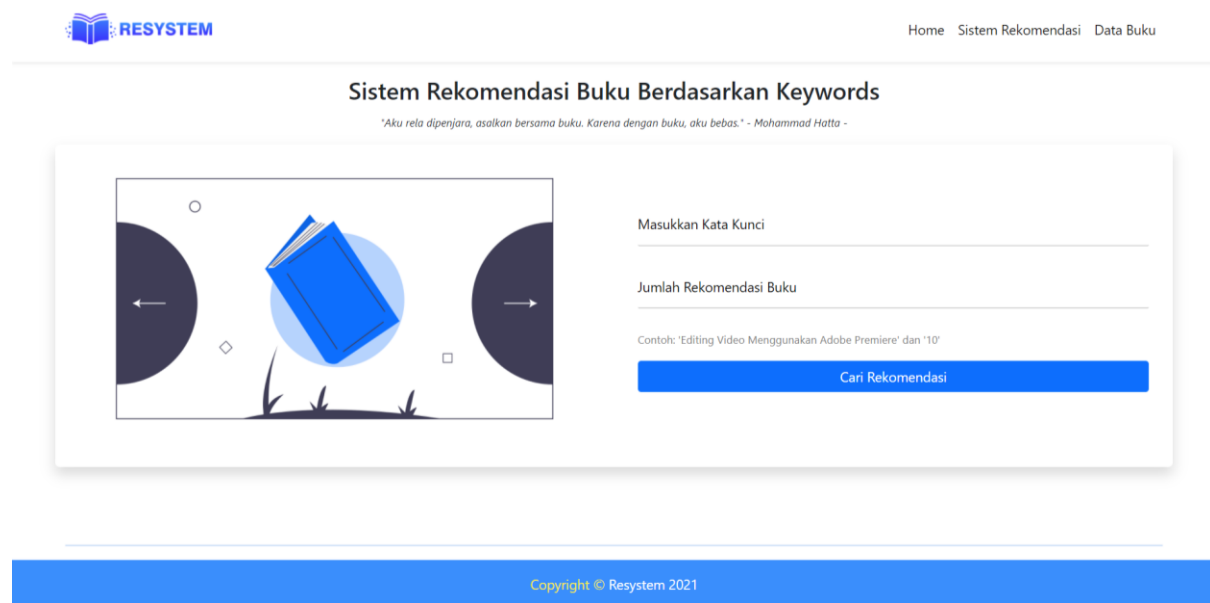 RESYSTEM
Home Sistem Rekomendasi Data Buku
Sistem Rekomendasi Buku Berdasarkan Keywords
"Aku rela dipenjara, asalkan bersama buku. Karena dengan buku, aku bebas." - Mohammad Hatta -
Masukkan Kata Kunci
Jumlah Rekomendasi Buku
Contoh: 'Editing Video Menggunakan Adobe Premiere' dan '10'
Cari Rekomendasi
Copyright © Resystem 2021